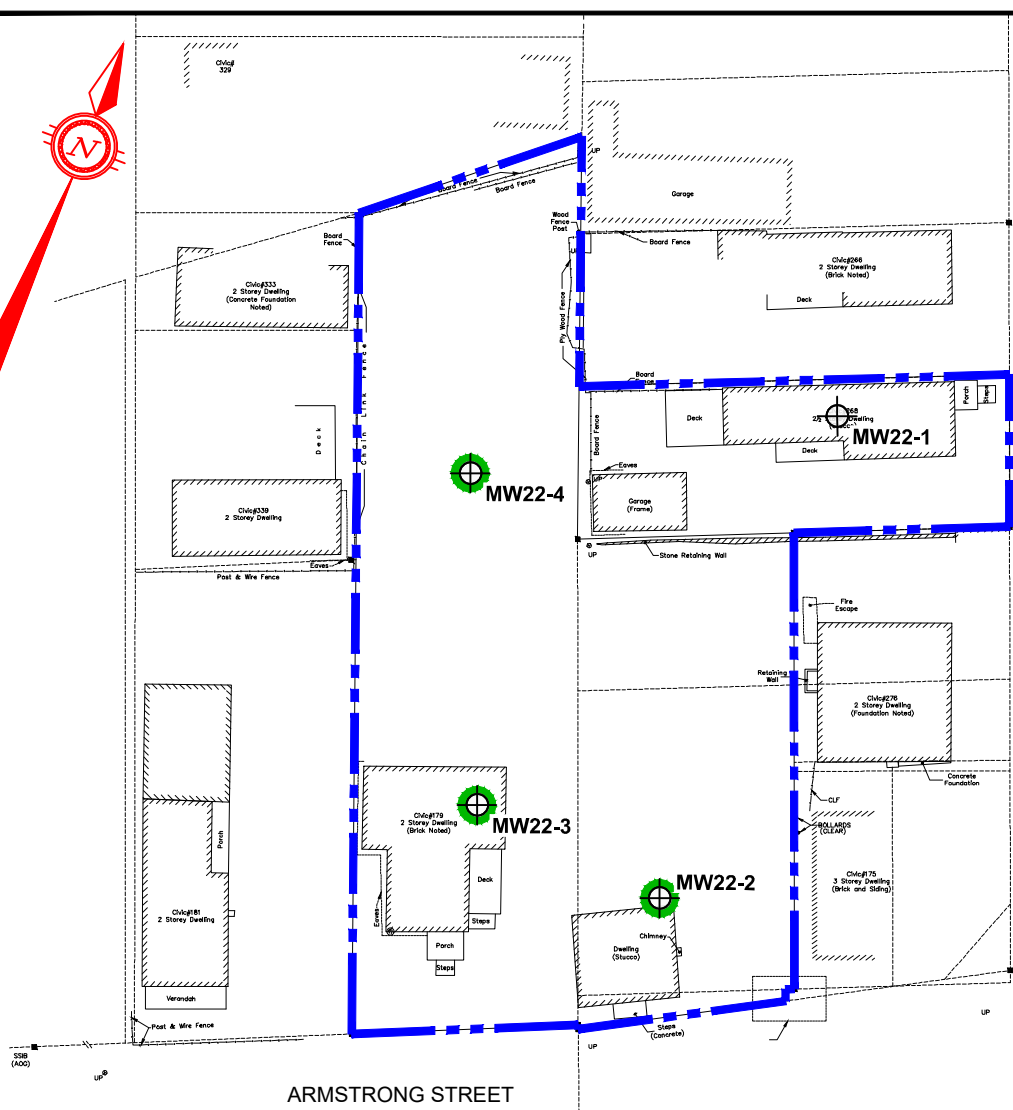 Civic#
329
N
UP
Board Fence
Board Fence
Garage
Wood
Fence
Post
Board
Fence
Board Fence
Civic#266
2 Storey Dwelling
(Brick Noted)
Civic#333
2 Storey Dwelling
(Concrete Foundation
Noted)
Deck
Ply Wood Fence
Chain Link Fence
Board
Deck
Porch
Steps
MW22-1
Deck
Board Fence
Deck
Eaves
UP
MW22-4
Garage
(Frame)
Civic#339
2 Storey Dwelling
UP
Stone Retaining Wall
Eaves
Post & Wire Fence
Fire
Escape
Retaining
Wall
Civic#276
2 Storey Dwelling
(Foundation Noted)
Concrete
Foundation
CLF
BOLLARDS
(CLEAR)
Civic#179
2 Storey Dwelling
(Brick Noted)
MW22-3
Porch
Deck
MW22-2
Civic#175
3 Storey Dwelling
(Brick and Siding)
Civic#181
2 Storey Dwelling
Eaves
Steps
Chimney
Dwelling
(Stucco)
Porch
Steps
Verandah
Post & Wire Fence
Steps
(Concrete)
UP
UP
SSIB
(AOG)
UP
ARMSTRONG STREET